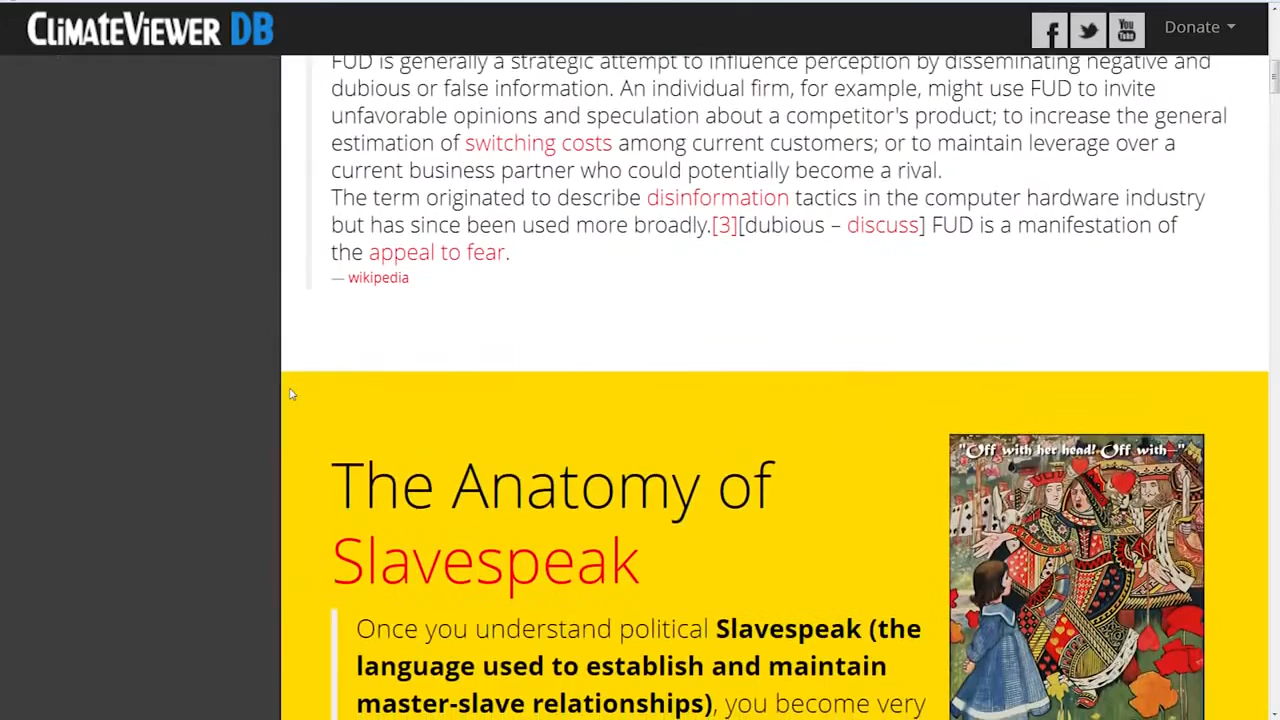 CLIMATEVIEWER DB
f
You
Tube
Donate
FUD is generally a strategic attempt to influence perception by disseminating negative and
dubious or false information. An individual firm, for example, might use FUD to invite
unfavorable opinions and speculation about a competitor's product; to increase the general
estimation of switching costs among current customers; or to maintain leverage over a
current business partner who could potentially become a rival.
The term originated to describe disinformation tactics in the computer hardware industry
but has since been used more broadly.[3][dubious – discuss] FUD is a manifestation of
the appeal to fear.
— wikipedia
The Anatomy of
Slavespeak
"Off with her head! Off with—"
Once you understand political Slavespeak (the
language used to establish and maintain
master-slave relationships), you become very